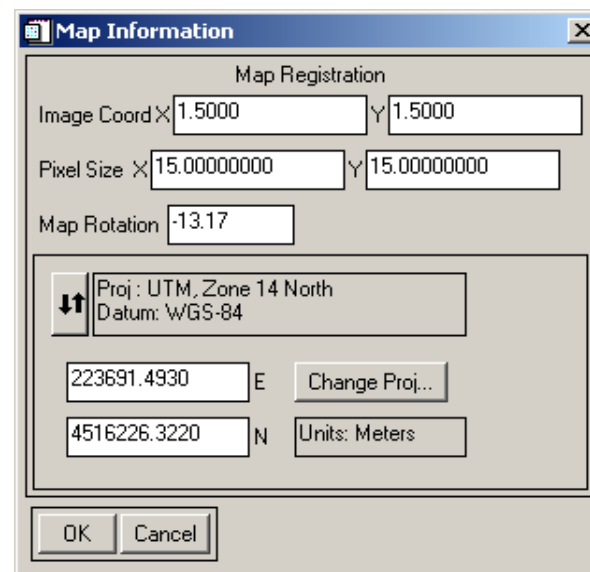 Map Information
Map Registration
Image Coord X 1.5000 Y 1.5000
Pixel Size X 15.00000000 Y 15.00000000
Map Rotation -13.17
Proj : UTM, Zone 14 North
Datum: WGS-84
223691.4930 E Change Proj...
4516226.3220 N Units: Meters
OK Cancel